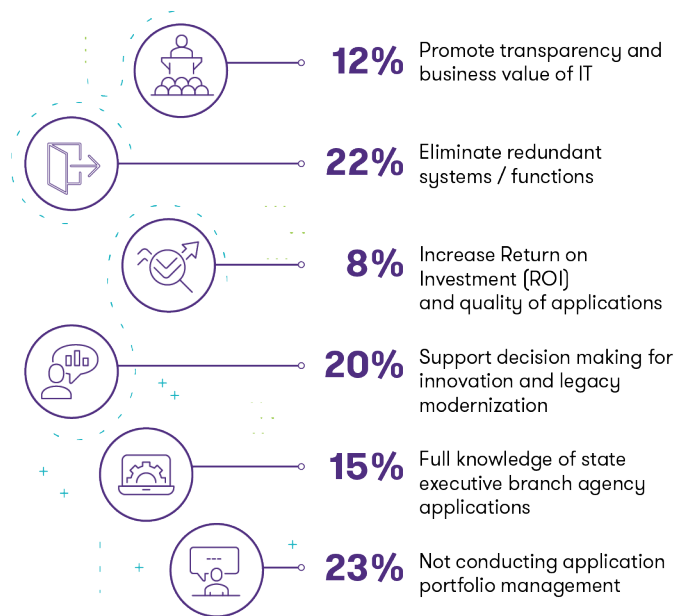 12% Promote transparency and
business value of IT
22% Eliminate redundant
systems / functions
8% Increase Return on
Investment (ROI)
and quality of applications
20% Support decision making for
innovation and legacy
modernization
15% Full knowledge of state
executive branch agency
applications
23% Not conducting application
portfolio management